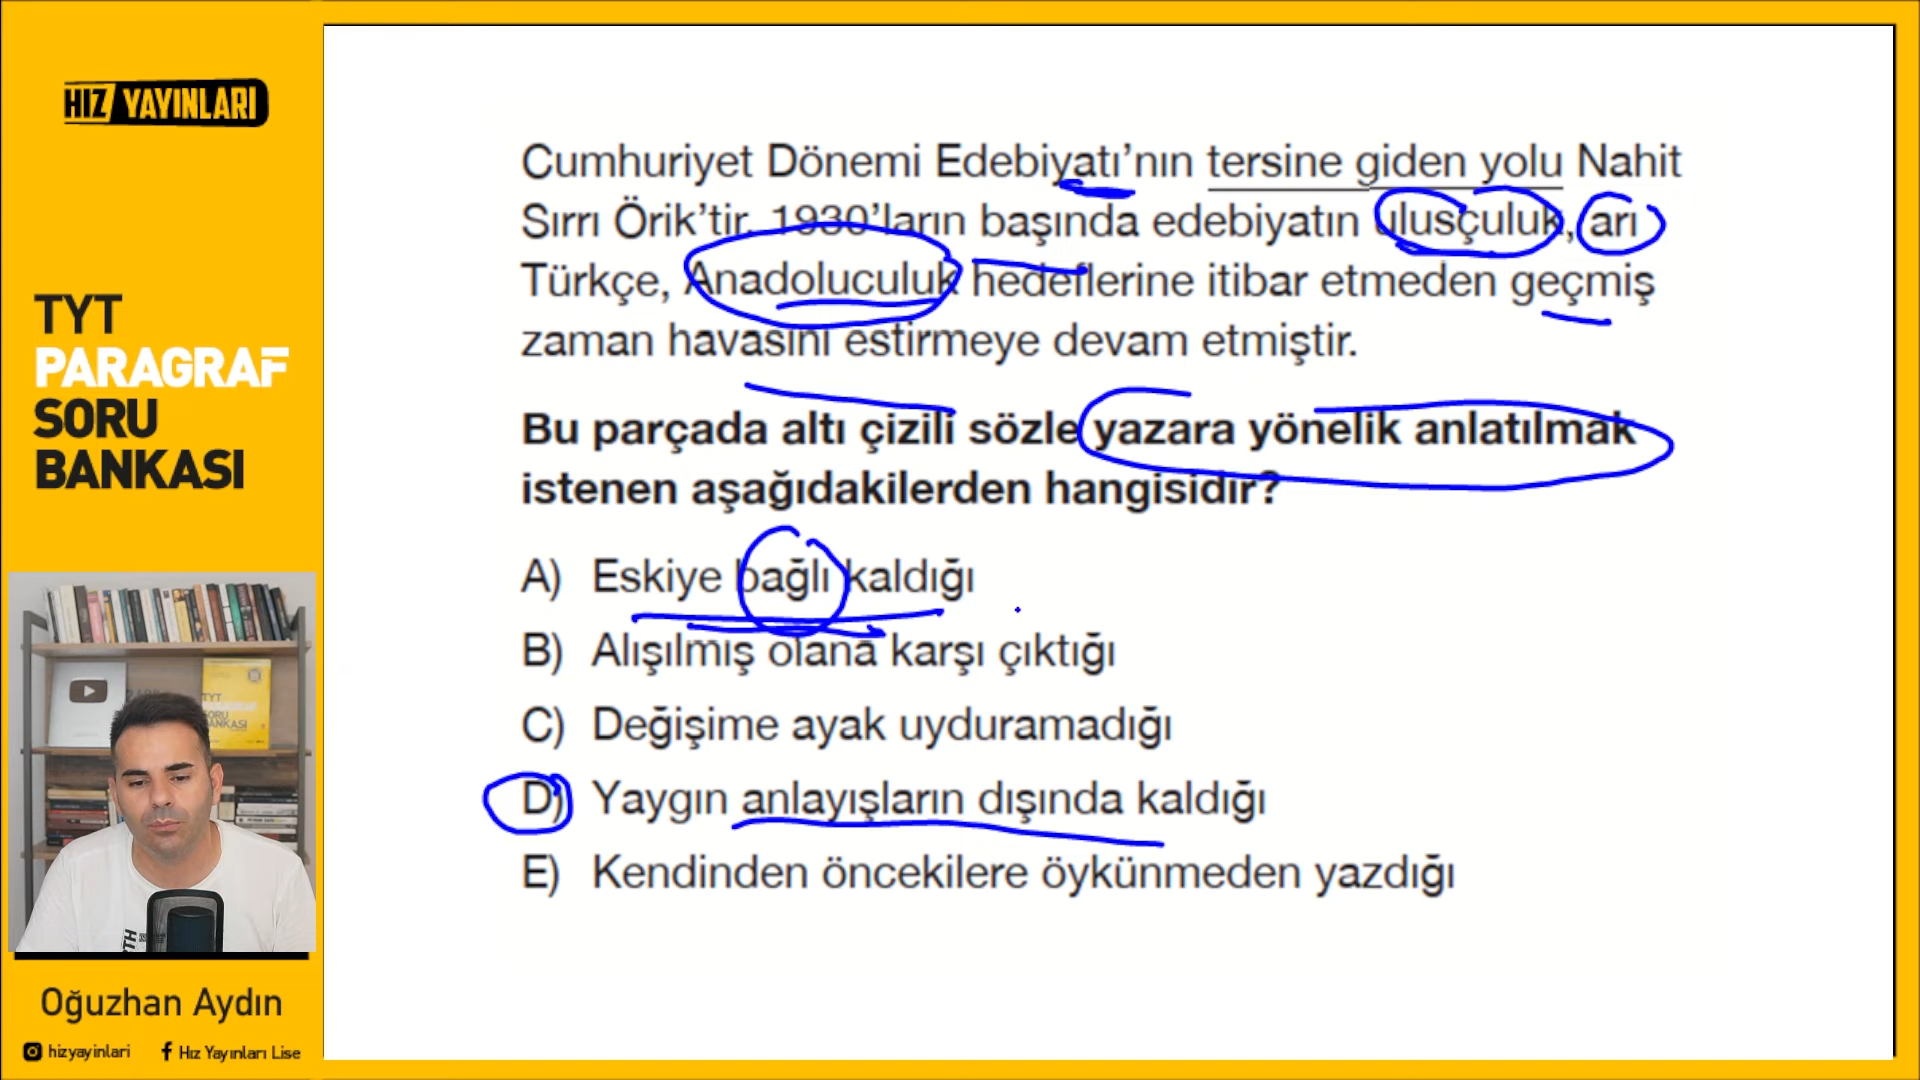 HIZ YAYINLARI
TYT
PARAGRAF
SORU
BANKASI
Cumhuriyet Dönemi Edebiyatı’nın tersine giden yolu Nahit
Sırrı Örik’tir. 1930’ların başında edebiyatın ulusçuluk, arı
Türkçe, Anadoluculuk hedeflerine itibar etmeden geçmiş
zaman havasını estirmeye devam etmiştir.
Bu parçada altı çizili sözle yazara yönelik anlatılmak
istenen aşağıdakilerden hangisidir?
A) Eskiye bağlı kaldığı
B) Alışılmış olana karşı çıktığı
C) Değişime ayak uyduramadığı
D) Yaygın anlayışların dışında kaldığı
E) Kendinden öncekilere öykünmeden yazdığı
Oğuzhan Aydın
hizyayinlari
Hız Yayınları Lise